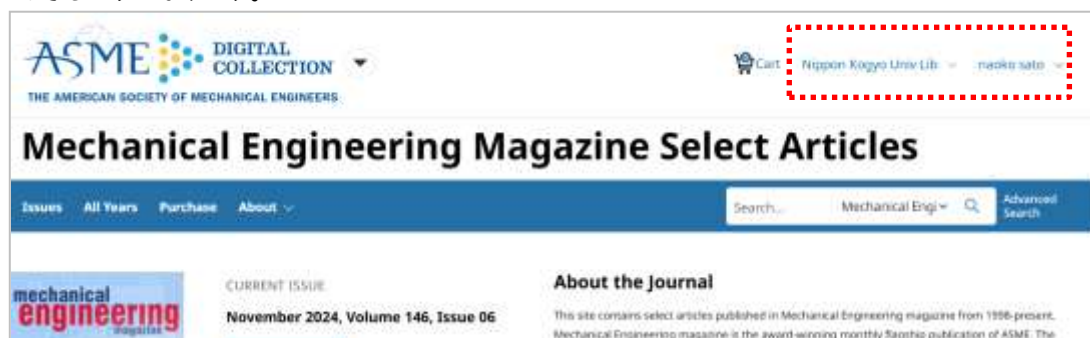 ASME DIGITAL COLLECTION
THE AMERICAN SOCIETY OF MECHANICAL ENGINEERS
Cart Nippon Kogyo Univ Lib naoko sato
Mechanical Engineering Magazine Select Articles
Issues All Years Purchase About Search... Mechanical Engi Advanced Search
mechanical
engineering
magazine
CURRENT ISSUE
November 2024, Volume 146, Issue 06
About the Journal
This site contains select articles published in Mechanical Engineering magazine from 1998-present.
Mechanical Engineering magazine is the award-winning monthly flagship publication of ASME. The